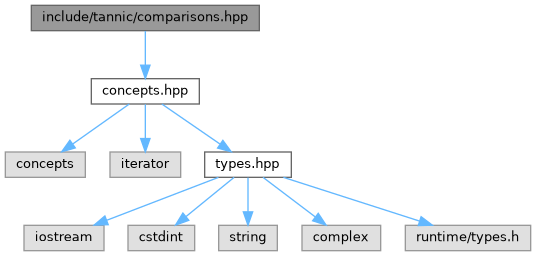 include/tannic/comparisons.hpp
concepts.hpp
concepts
iterator
types.hpp
iostream
cstdint
string
complex
runtime/types.h